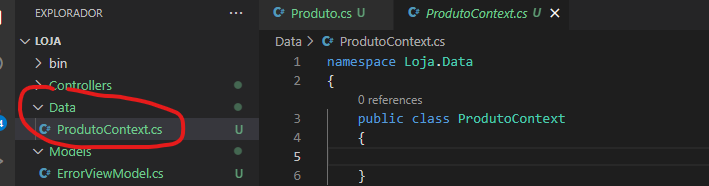 EXPLORADOR ...
LOJA
bin
Controllers
Data
C# ProdutoContext.cs U
Models
C# ErrorViewModel.cs U
4
C# Produto.cs U
C# ProdutoContext.cs U
Data > C# ProdutoContext.cs
1 namespace Loja.Data
2 {
0 references
3 public class ProdutoContext
4 {
5
6 }